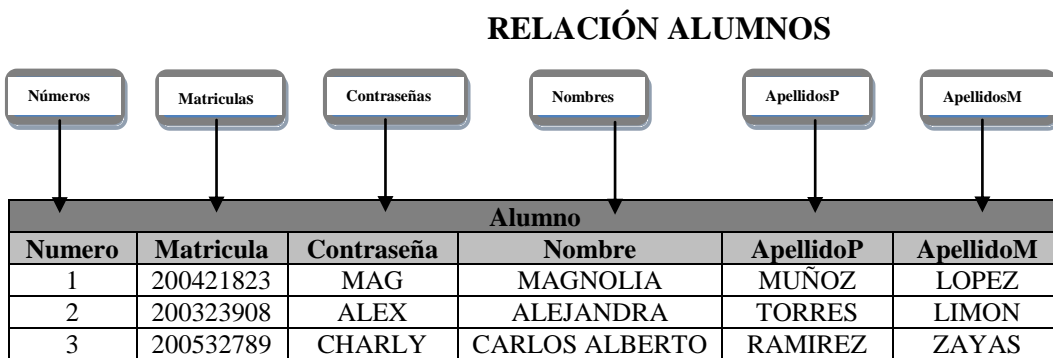 RELACIÓN ALUMNOS
Números Matriculas Contraseñas Nombres ApellidosP ApellidosM
Alumno
Numero Matricula Contraseña Nombre ApellidoP ApellidoM
1 200421823 MAG MAGNOLIA MUÑOZ LOPEZ
2 200323908 ALEX ALEJANDRA TORRES LIMON
3 200532789 CHARLY CARLOS ALBERTO RAMIREZ ZAYAS